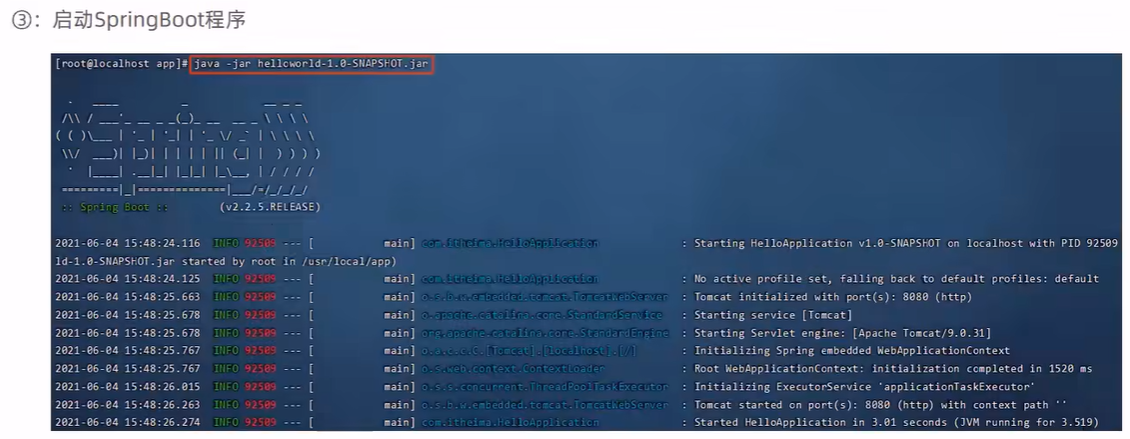 ③：启动SpringBoot程序
[root@localhost app]# java -jar helloworld-1.0-SNAPSHOT.jar
:: Spring Boot ::        (v2.2.5.RELEASE)
2021-06-04 15:48:24.116  INFO 92509 --- [           main] com.itheima.HelloApplication             : Starting HelloApplication v1.0-SNAPSHOT on localhost with PID 92509
ld-1.0-SNAPSHOT.jar started by root in /usr/local/app)
2021-06-04 15:48:24.125  INFO 92509 --- [           main] com.itheima.HelloApplication             : No active profile set, falling back to default profiles: default
2021-06-04 15:48:25.663  INFO 92509 --- [           main] o.s.b.w.embedded.tomcat.TomcatWebServer  : Tomcat initialized with port(s): 8080 (http)
2021-06-04 15:48:25.678  INFO 92509 --- [           main] o.apache.catalina.core.StandardService   : Starting service [Tomcat]
2021-06-04 15:48:25.678  INFO 92509 --- [           main] org.apache.catalina.core.StandardEngine  : Starting Servlet engine: [Apache Tomcat/9.0.31]
2021-06-04 15:48:25.767  INFO 92509 --- [           main] o.a.c.c.C.[Tomcat].[localhost].[/]       : Initializing Spring embedded WebApplicationContext
2021-06-04 15:48:25.767  INFO 92509 --- [           main] o.s.web.context.ContextLoader            : Root WebApplicationContext: initialization completed in 1520 ms
2021-06-04 15:48:26.015  INFO 92509 --- [           main] o.s.s.concurrent.ThreadPoolTaskExecutor  : Initializing ExecutorService 'applicationTaskExecutor'
2021-06-04 15:48:26.263  INFO 92509 --- [           main] o.s.b.w.embedded.tomcat.TomcatWebServer  : Tomcat started on port(s): 8080 (http) with context path ''
2021-06-04 15:48:26.274  INFO 92509 --- [           main] com.itheima.HelloApplication             : Started HelloApplication in 3.01 seconds (JVM running for 3.519)